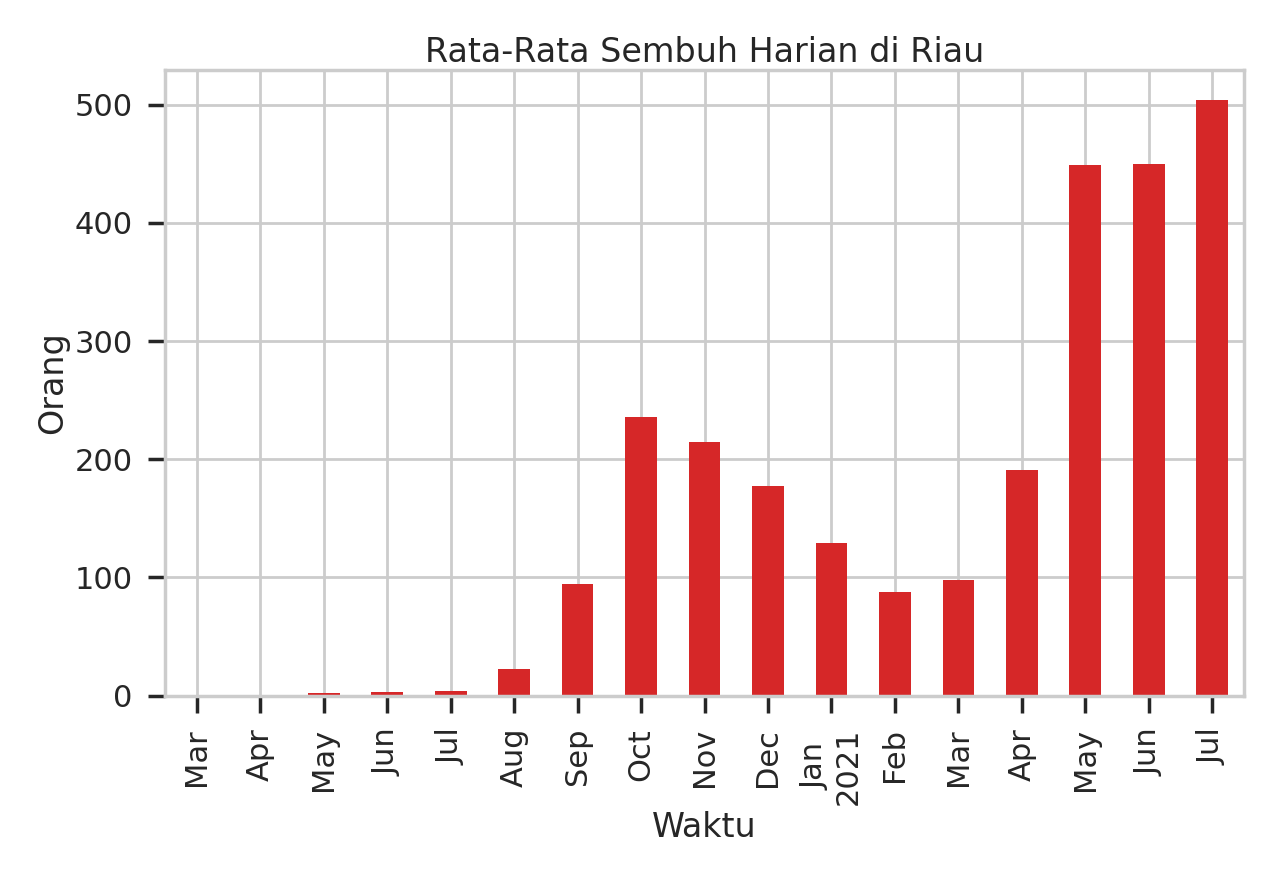 Rata-Rata Sembuh Harian di Riau
Orang
500
400
300
200
100
0
Mar
Apr
May
Jun
Jul
Aug
Sep
Oct
Nov
Dec
Jan
2021
Feb
Mar
Apr
May
Jun
Jul
Waktu